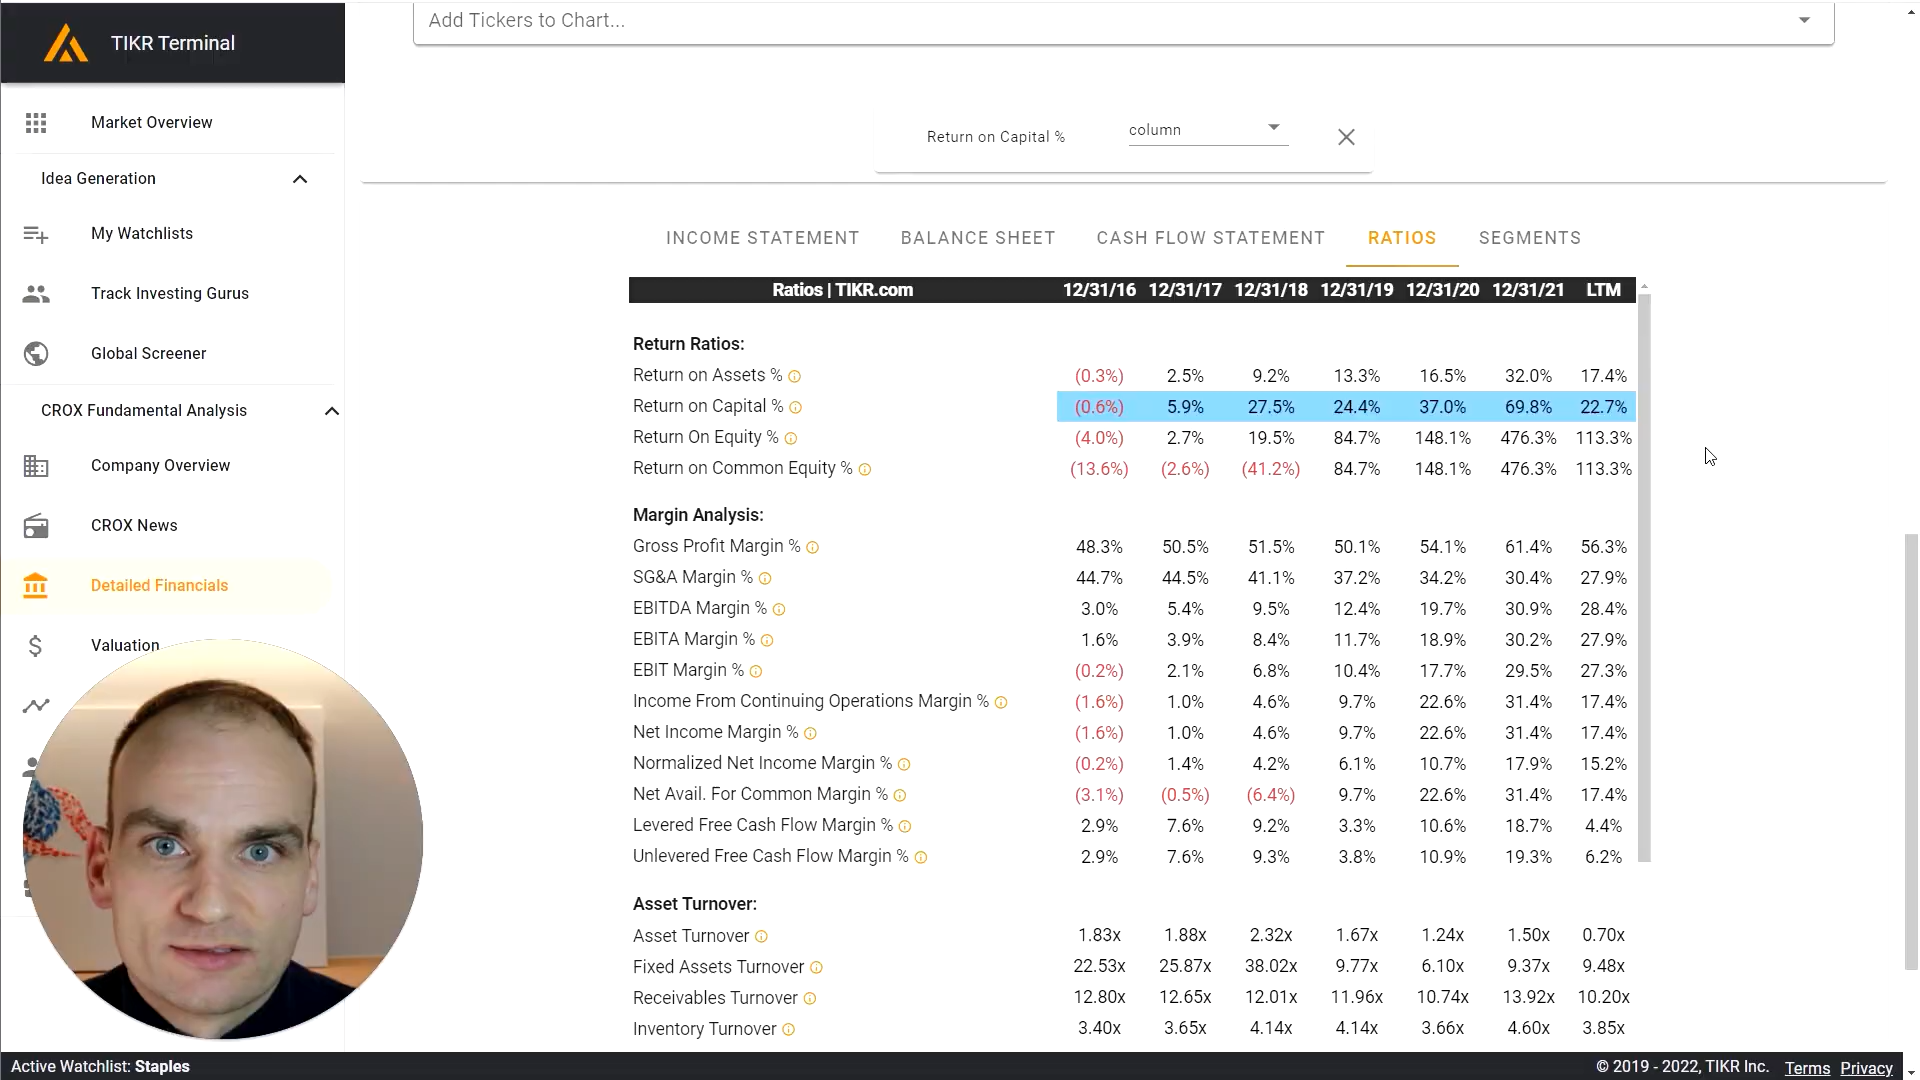 TIKR Terminal
Add Tickers to Chart...
Market Overview
Idea Generation
My Watchlists
Track Investing Gurus
Global Screener
CROX Fundamental Analysis
Company Overview
CROX News
Detailed Financials
Valuation
Return on Capital % column
INCOME STATEMENT BALANCE SHEET CASH FLOW STATEMENT RATIOS SEGMENTS
Ratios | TIKR.com 12/31/16 12/31/17 12/31/18 12/31/19 12/31/20 12/31/21 LTM
Return Ratios:
Return on Assets % (0.3%) 2.5% 9.2% 13.3% 16.5% 32.0% 17.4%
Return on Capital % (0.6%) 5.9% 27.5% 24.4% 37.0% 69.8% 22.7%
Return On Equity % (4.0%) 2.7% 19.5% 84.7% 148.1% 476.3% 113.3%
Return on Common Equity % (13.6%) (2.6%) (41.2%) 84.7% 148.1% 476.3% 113.3%
Margin Analysis:
Gross Profit Margin % 48.3% 50.5% 51.5% 50.1% 54.1% 61.4% 56.3%
SG&A Margin % 44.7% 44.5% 41.1% 37.2% 34.2% 30.4% 27.9%
EBITDA Margin % 3.0% 5.4% 9.5% 12.4% 19.7% 30.9% 28.4%
EBITA Margin % 1.6% 3.9% 8.4% 11.7% 18.9% 30.2% 27.9%
EBIT Margin % (0.2%) 2.1% 6.8% 10.4% 17.7% 29.5% 27.3%
Income From Continuing Operations Margin % (1.6%) 1.0% 4.6% 9.7% 22.6% 31.4% 17.4%
Net Income Margin % (1.6%) 1.0% 4.6% 9.7% 22.6% 31.4% 17.4%
Normalized Net Income Margin % (0.2%) 1.4% 4.2% 6.1% 10.7% 17.9% 15.2%
Net Avail. For Common Margin % (3.1%) (0.5%) (6.4%) 9.7% 22.6% 31.4% 17.4%
Levered Free Cash Flow Margin % 2.9% 7.6% 9.2% 3.3% 10.6% 18.7% 4.4%
Unlevered Free Cash Flow Margin % 2.9% 7.6% 9.3% 3.8% 10.9% 19.3% 6.2%
Asset Turnover:
Asset Turnover 1.83x 1.88x 2.32x 1.67x 1.24x 1.50x 0.70x
Fixed Assets Turnover 22.53x 25.87x 38.02x 9.77x 6.10x 9.37x 9.48x
Receivables Turnover 12.80x 12.65x 12.01x 11.96x 10.74x 13.92x 10.20x
Inventory Turnover 3.40x 3.65x 4.14x 4.14x 3.66x 4.60x 3.85x
Active Watchlist: Staples
© 2019 - 2022, TIKR Inc. Terms Privacy